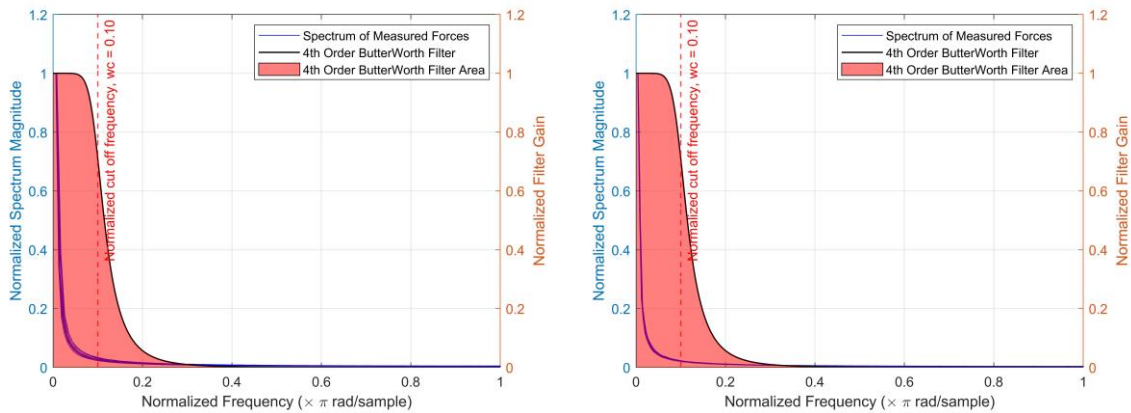 1.2
1
0.8
0.6
0.4
0.2
0
Normalized Spectrum Magnitude
Spectrum of Measured Forces
4th Order ButterWorth Filter
4th Order ButterWorth Filter Area
Normalized cut off frequency, wc = 0.10
1.2
1
0.8
0.6
0.4
0.2
0
Normalized Filter Gain
0 0.2 0.4 0.6 0.8 1
Normalized Frequency (× π rad/sample)
1.2
1
0.8
0.6
0.4
0.2
0
Normalized Spectrum Magnitude
Spectrum of Measured Forces
4th Order ButterWorth Filter
4th Order ButterWorth Filter Area
Normalized cut off frequency, wc = 0.10
1.2
1
0.8
0.6
0.4
0.2
0
Normalized Filter Gain
0 0.2 0.4 0.6 0.8 1
Normalized Frequency (× π rad/sample)